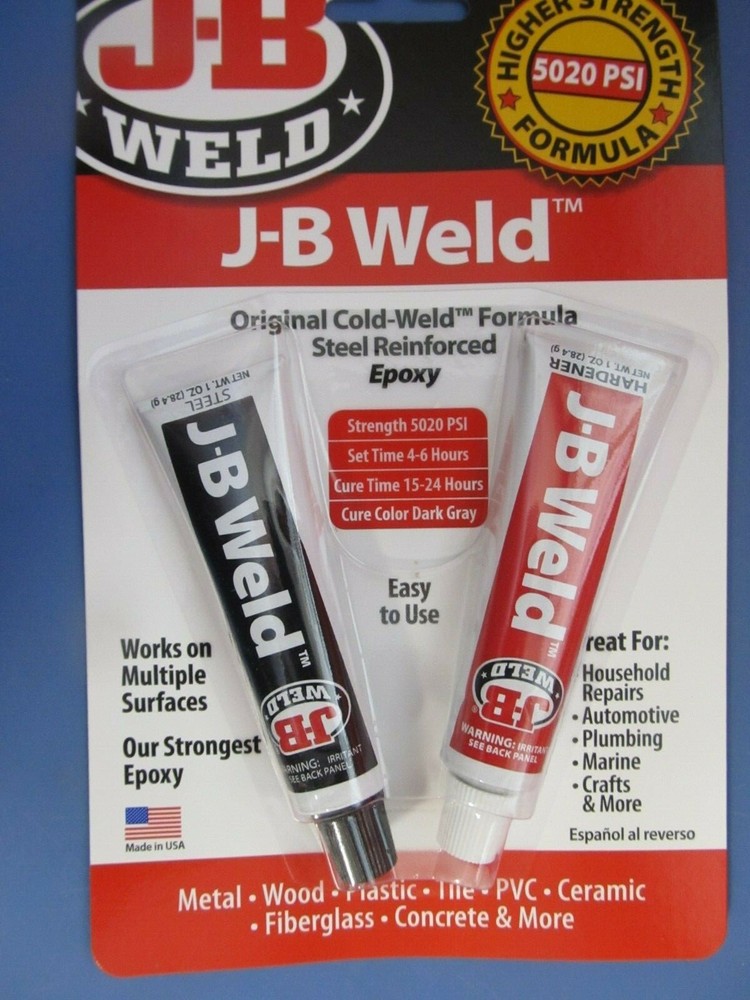 J-B
WELD
HIGHER STRENGTH
5020 PSI
FORMULA
J-B Weld™
Original Cold-Weld™ Formula
Steel Reinforced
Epoxy
Strength 5020 PSI
Set Time 4-6 Hours
Cure Time 15-24 Hours
Cure Color Dark Gray
Easy
to Use
STEEL
NET WT. 1 OZ. (28.4 g)
J-B Weld™
J-B
WELD
ARNING: IRRITANT
SEE BACK PANEL
HARDENER
NET WT. 1 OZ. (28.4 g)
J-B Weld™
J-B
WELD
®
WARNING: IRRITANT
SEE BACK PANEL
Works on
Multiple
Surfaces
Our Strongest
Epoxy
Made in USA
reat For:
Household
Repairs
• Automotive
• Plumbing
• Marine
• Crafts
& More
Español al reverso
Metal • Wood • Plastic • Tile • PVC • Ceramic
• Fiberglass • Concrete & More